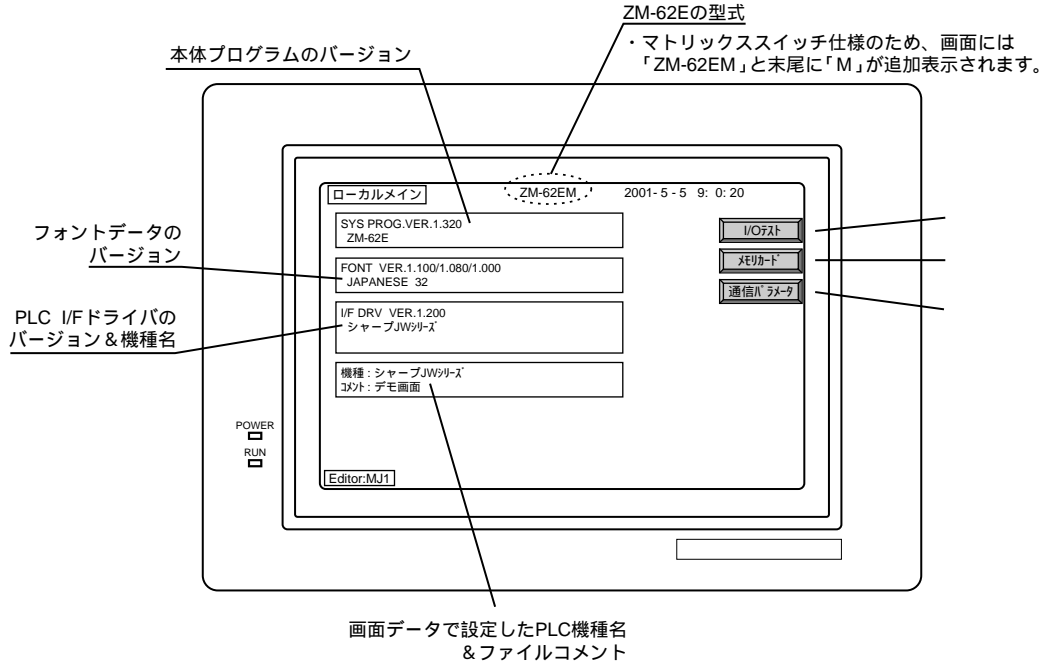 ZM-62Eの型式
・マトリックススイッチ仕様のため、画面には
「ZM-62EM」と末尾に「M」が追加表示されます。
本体プログラムのバージョン
ローカルメイン
ZM-62EM
2001- 5 - 5 9: 0: 20
SYS PROG.VER.1.320
ZM-62E
I/Oテスト
フォントデータの
バージョン
FONT VER.1.100/1.080/1.000
JAPANESE 32
メモリカード
通信パラメータ
PLC I/Fドライバの
バージョン&機種名
I/F DRV VER.1.200
シャープJWシリーズ
機種:シャープJWシリーズ
コメント:デモ画面
POWER
RUN
Editor:MJ1
画面データで設定したPLC機種名
&ファイルコメント